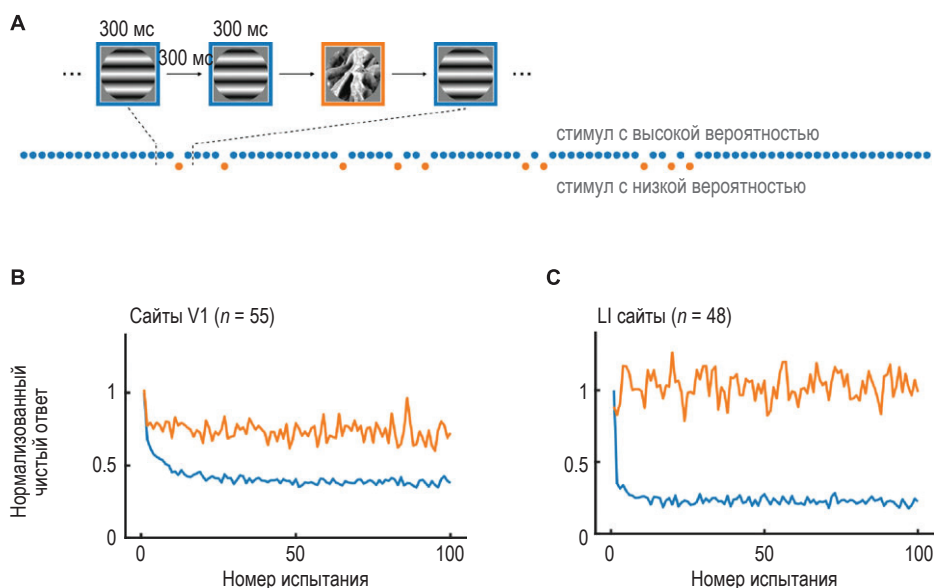 A
300 мс 300 мс
300 мс
... ...
стимул с высокой вероятностью
стимул с низкой вероятностью
B
Сайты V1 (n = 55)
Нормализованный
чистый ответ
1
0.5
0
0 50 100
Номер испытания
C
LI сайты (n = 48)
1
0.5
0
0 50 100
Номер испытания